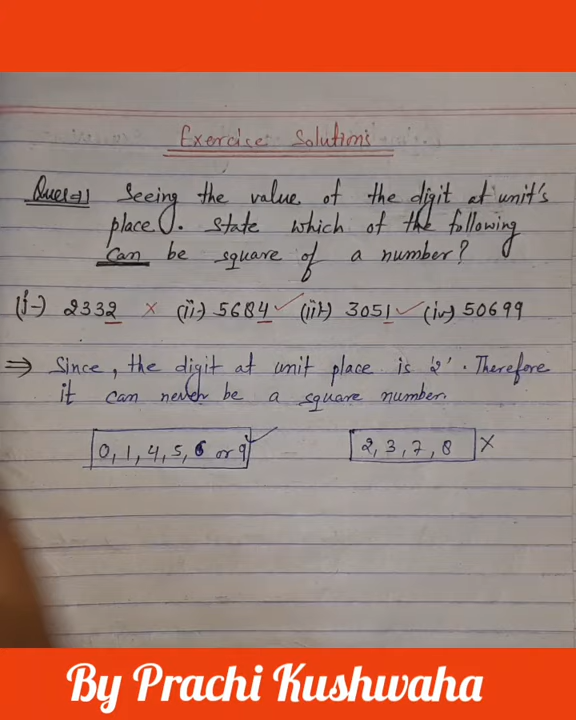 Exercise Solutions
Ques-1 Seeing the value of the digit at unit's
place. State which of the following
can be square of a number?
(i-) 2332 × (ii-) 5684 ✓ (iii-) 3051 ✓ (iv-) 50699
⇒ Since, the digit at unit place is '2'. Therefore
it can never be a square number.
0, 1, 4, 5, 6 or 9 ✓ 2, 3, 7, 8 ×
By Prachi Kushwaha